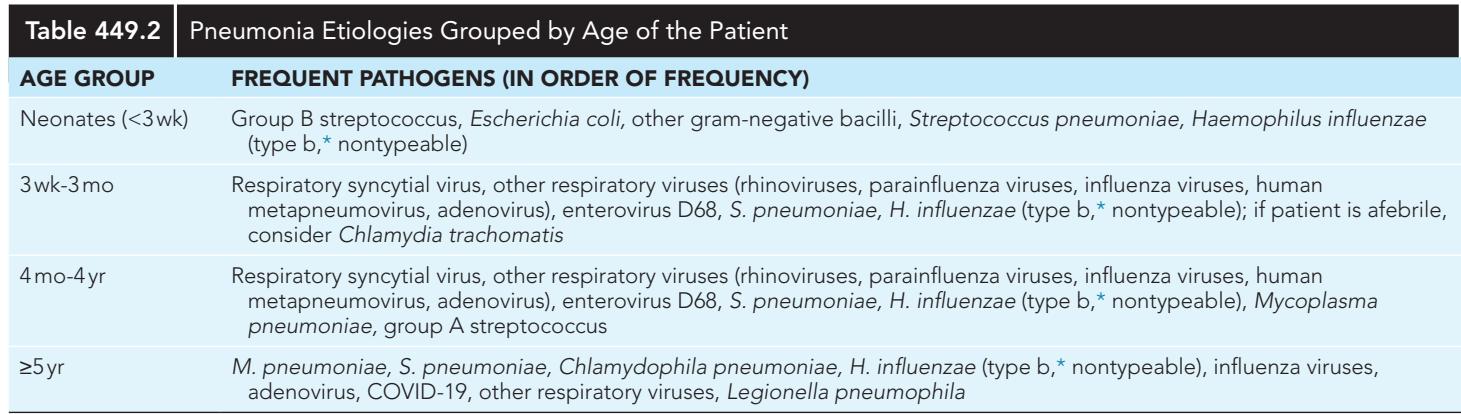 Table 449.2 Pneumonia Etiologies Grouped by Age of the Patient
AGE GROUP FREQUENT PATHOGENS (IN ORDER OF FREQUENCY)
Neonates (<3 wk) Group B streptococcus, Escherichia coli, other gram-negative bacilli, Streptococcus pneumoniae, Haemophilus influenzae
(type b,* nontypeable)
3 wk-3 mo Respiratory syncytial virus, other respiratory viruses (rhinoviruses, parainfluenza viruses, influenza viruses, human
metapneumovirus, adenovirus), enterovirus D68, S. pneumoniae, H. influenzae (type b,* nontypeable); if patient is afebrile,
consider Chlamydia trachomatis
4 mo-4 yr Respiratory syncytial virus, other respiratory viruses (rhinoviruses, parainfluenza viruses, influenza viruses, human
metapneumovirus, adenovirus), enterovirus D68, S. pneumoniae, H. influenzae (type b,* nontypeable), Mycoplasma
pneumoniae, group A streptococcus
≥5 yr M. pneumoniae, S. pneumoniae, Chlamydophila pneumoniae, H. influenzae (type b,* nontypeable), influenza viruses,
adenovirus, COVID-19, other respiratory viruses, Legionella pneumophila